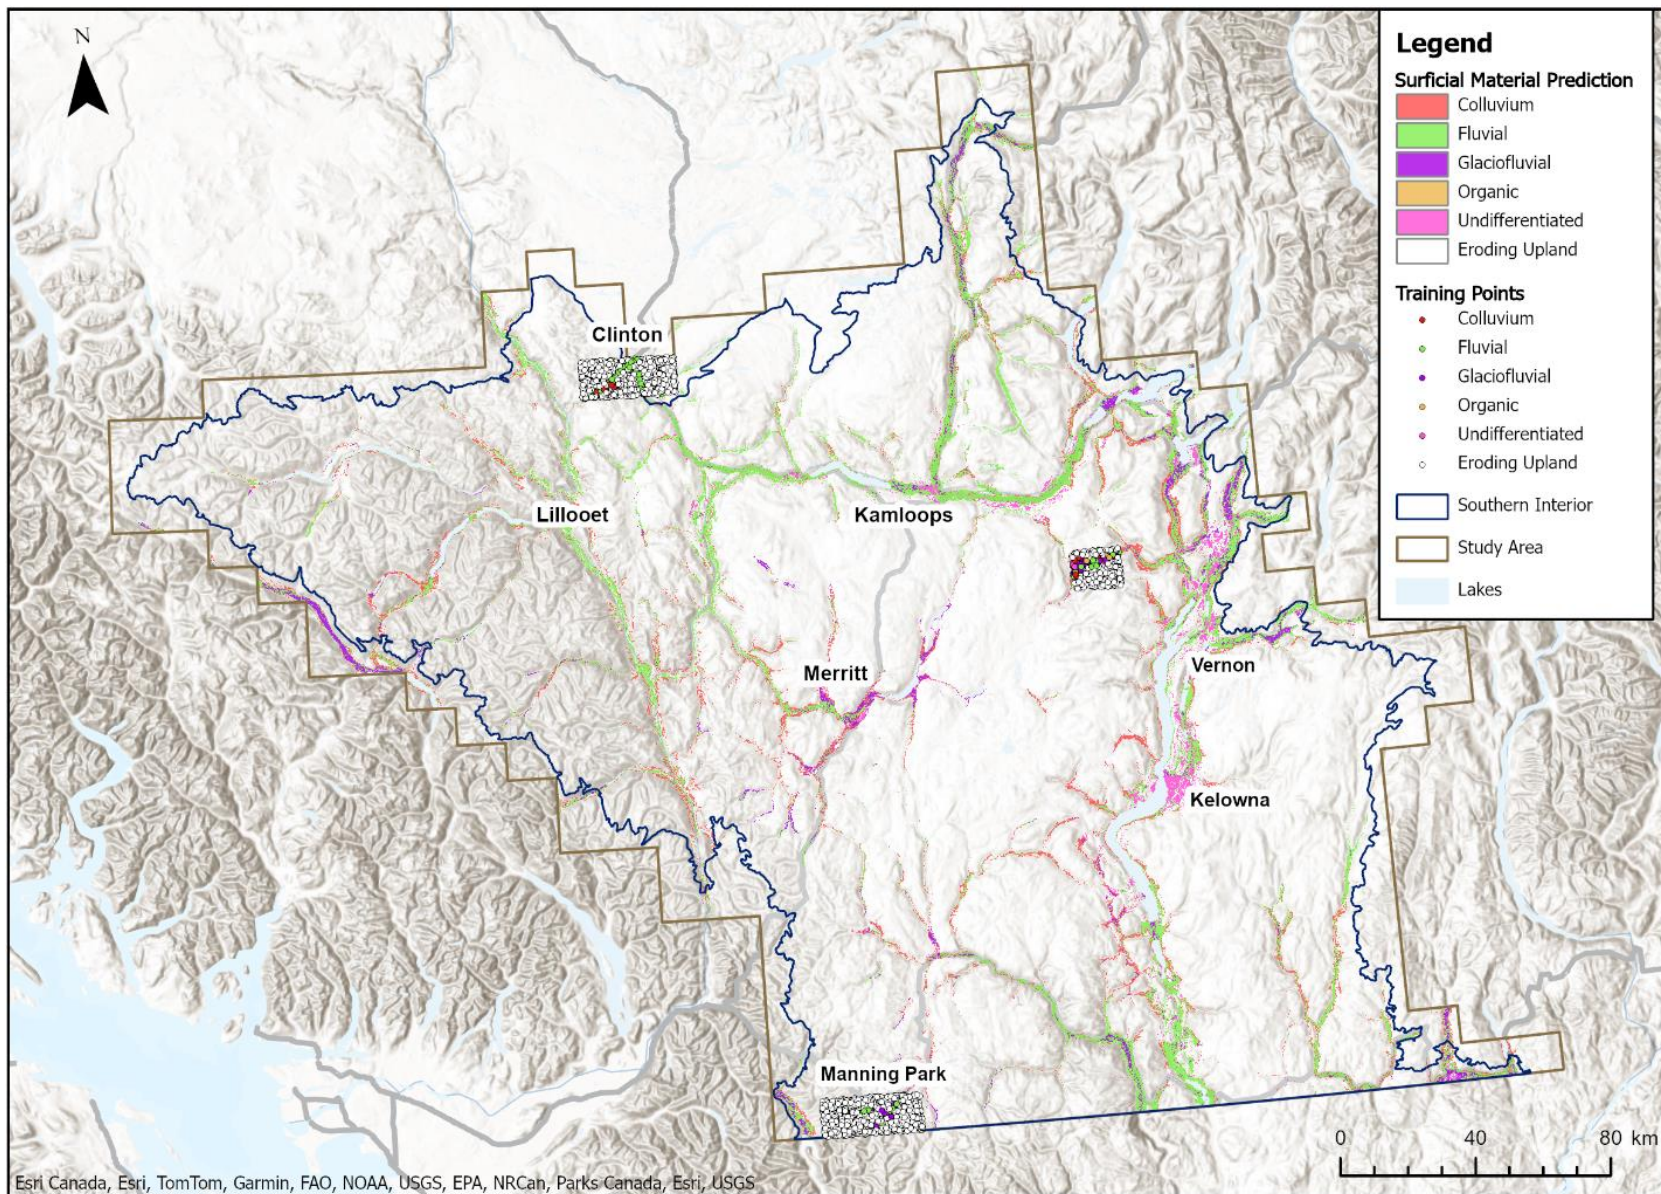 N
Legend
Surficial Material Prediction
Colluvium
Fluvial
Glaciofluvial
Organic
Undifferentiated
Eroding Upland
Training Points
Colluvium
Fluvial
Glaciofluvial
Organic
Undifferentiated
Eroding Upland
Southern Interior
Study Area
Lakes
Clinton
Lillooet
Kamloops
Merritt
Vernon
Kelowna
Manning Park
0 40 80 km
Esri Canada, Esri, TomTom, Garmin, FAO, NOAA, USGS, EPA, NRCan, Parks Canada, Esri, USGS